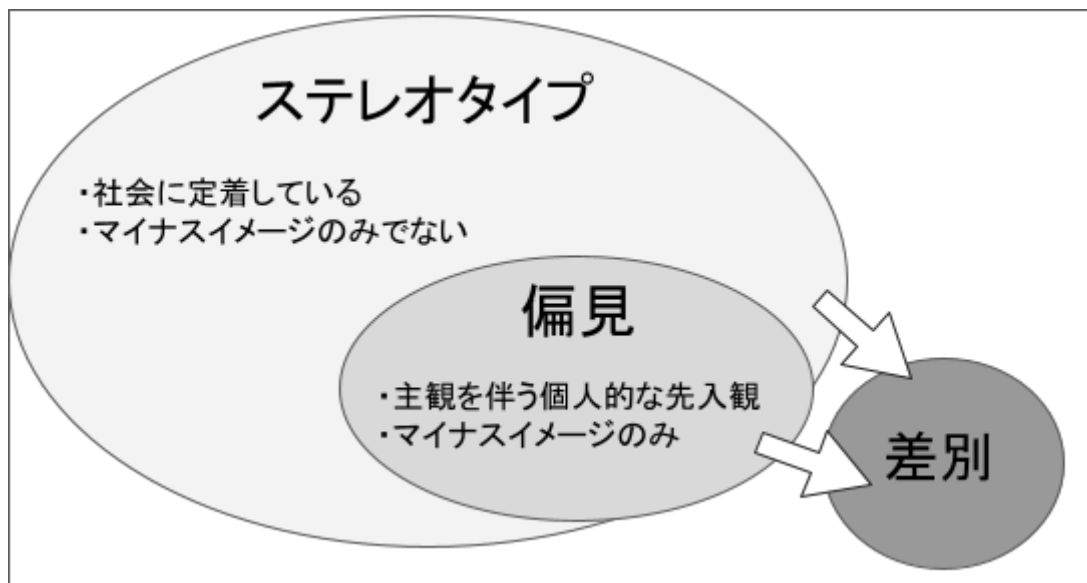 ステレオタイプ
・社会に定着している
・マイナスイメージのみでない
偏見
・主観を伴う個人的な先入観
・マイナスイメージのみ
差別